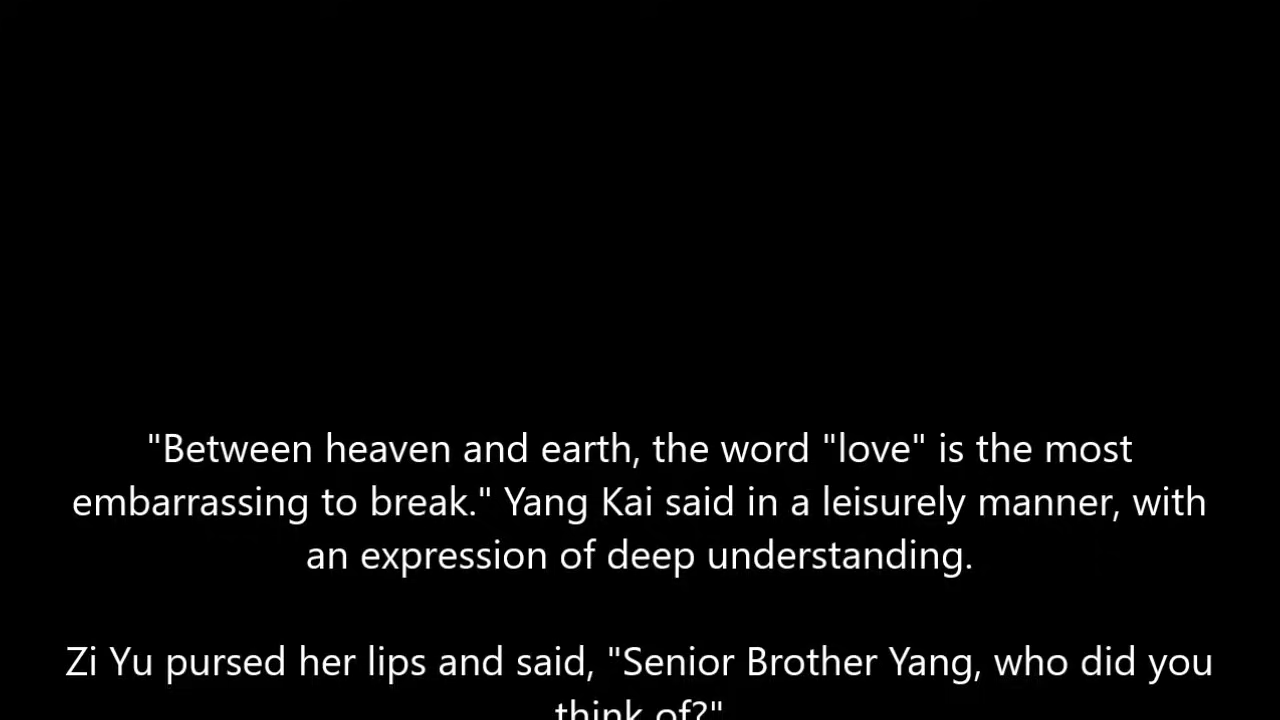 "Between heaven and earth, the word "love" is the most
embarrassing to break." Yang Kai said in a leisurely manner, with
an expression of deep understanding.
Zi Yu pursed her lips and said, "Senior Brother Yang, who did you
think of?"